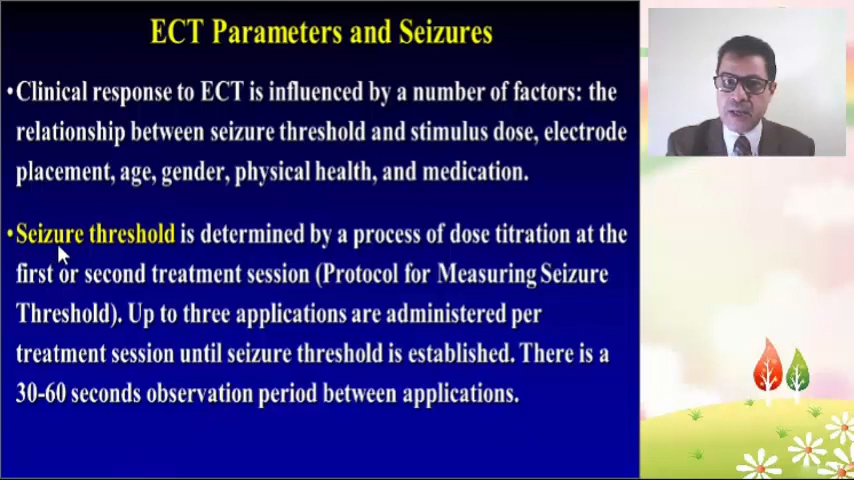 ECT Parameters and Seizures
•Clinical response to ECT is influenced by a number of factors: the
relationship between seizure threshold and stimulus dose, electrode
placement, age, gender, physical health, and medication.
•Seizure threshold is determined by a process of dose titration at the
first or second treatment session (Protocol for Measuring Seizure
Threshold). Up to three applications are administered per
treatment session until seizure threshold is established. There is a
30-60 seconds observation period between applications.